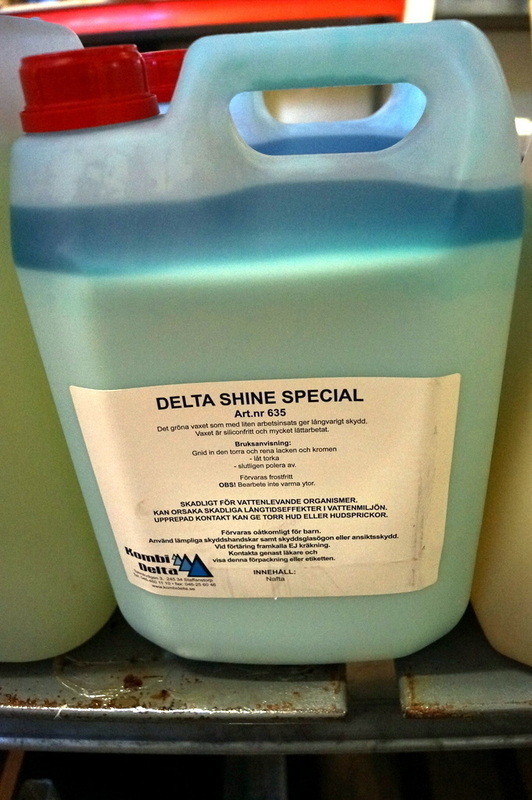 DELTA SHINE SPECIAL
Art.nr 635
Det gröna vaxet som med liten arbetsinsats ger långvarigt skydd.
Vaxet är siliconfritt och mycket lättarbetat.
Bruksanvisning:
Gnid in den torra och rena lacken och kromen
- låt torka
- slutligen polera av.
Förvaras frostfritt
OBS! Bearbete inte varma ytor.
SKADLIGT FÖR VATTENLEVANDE ORGANISMER.
KAN ORSAKA SKADLIGA LÅNGTIDSEFFEKTER I VATTENMILJÖN.
UPPREPAD KONTAKT KAN GE TORR HUD ELLER HUDSPRICKOR.
Förvaras oåtkomligt för barn.
Använd lämpliga skyddshandskar samt skyddsglasögon eller ansiktsskydd.
Vid förtäring framkalla EJ kräkning.
Kontakta genast läkare och
visa denna förpackning eller etiketten.
INNEHÅLL:
Nafta
Kombi
Delta
245 34 Staffanstorp